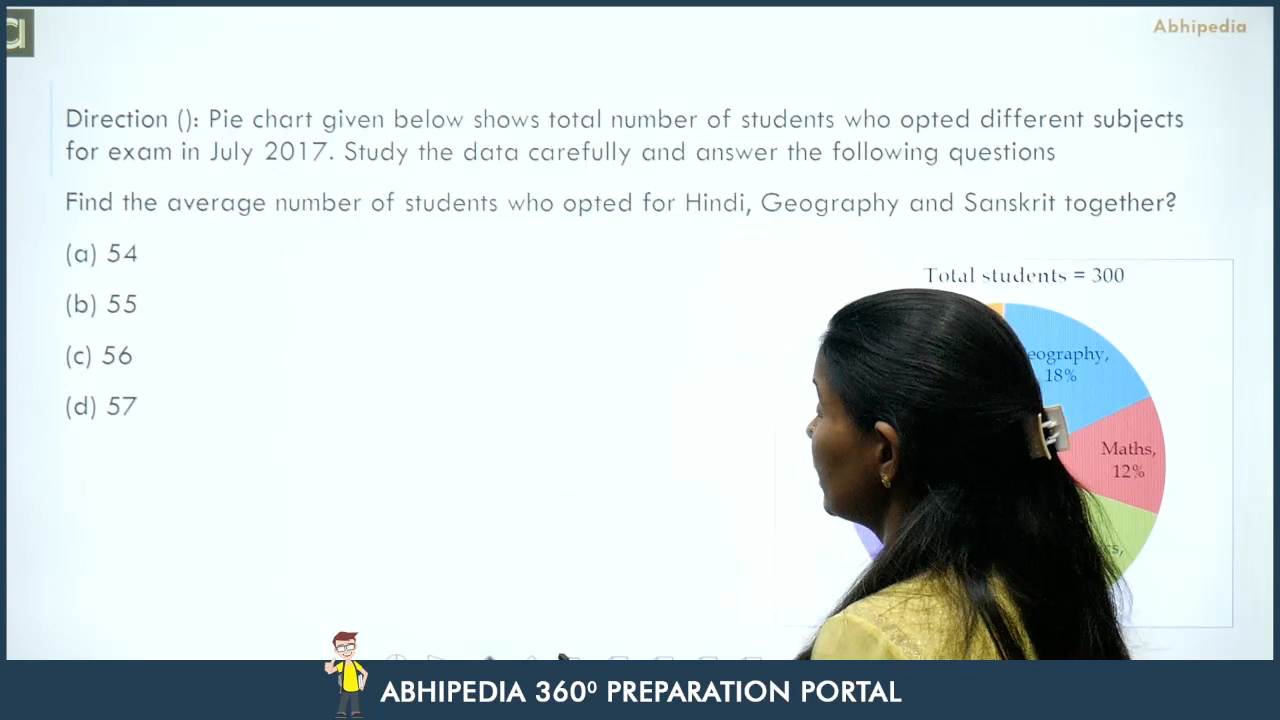 Abhipedia
Direction (): Pie chart given below shows total number of students who opted different subjects
for exam in July 2017. Study the data carefully and answer the following questions
Find the average number of students who opted for Hindi, Geography and Sanskrit together?
(a) 54
(b) 55
(c) 56
(d) 57
Total students = 300
eography,
18%
Maths,
12%
cs,
ABHIPEDIA 360⁰ PREPARATION PORTAL